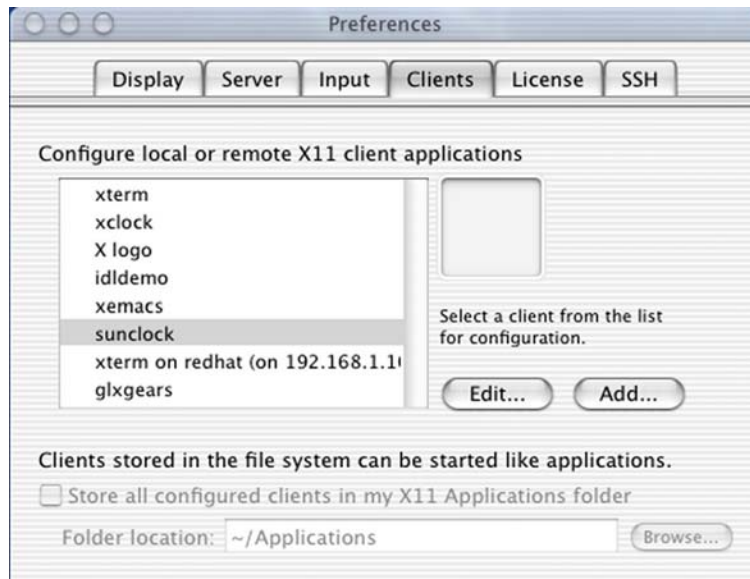 Preferences
Display Server Input Clients License SSH
Configure local or remote X11 client applications
xterm
xclock
X logo
idldemo
xemacs
sunclock
xterm on redhat (on 192.168.1.1
glxgears
Select a client from the list
for configuration.
Edit... Add...
Clients stored in the file system can be started like applications.
Store all configured clients in my X11 Applications folder
Folder location: ~/Applications Browse...